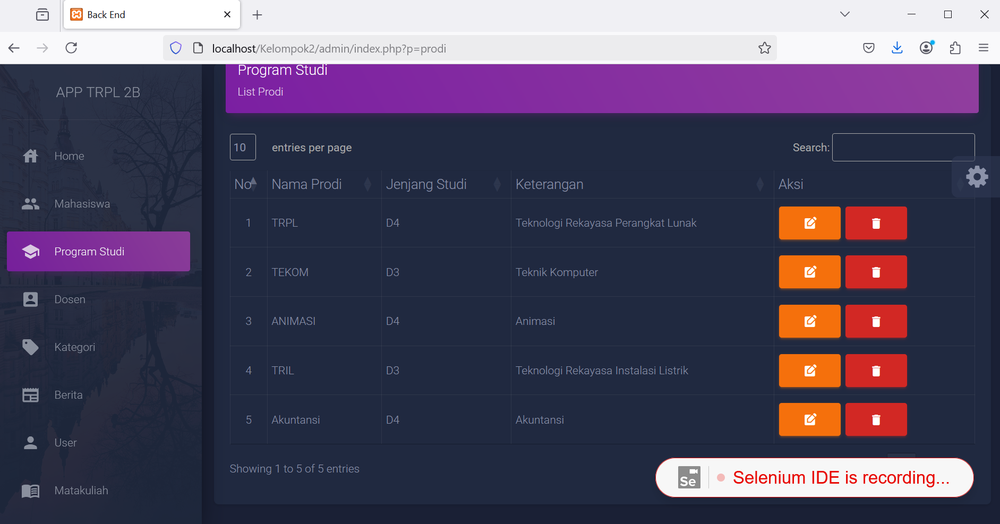 Back End
localhost/Kelompok2/admin/index.php?p=prodi
APP TRPL 2B
Home
Mahasiswa
Program Studi
Dosen
Kategori
Berita
User
Matakuliah
Program Studi
List Prodi
10 entries per page
Search:
No Nama Prodi Jenjang Studi Keterangan Aksi
1 TRPL D4 Teknologi Rekayasa Perangkat Lunak
2 TEKOM D3 Teknik Komputer
3 ANIMASI D4 Animasi
4 TRIL D3 Teknologi Rekayasa Instalasi Listrik
5 Akuntansi D4 Akuntansi
Showing 1 to 5 of 5 entries
Se Selenium IDE is recording...